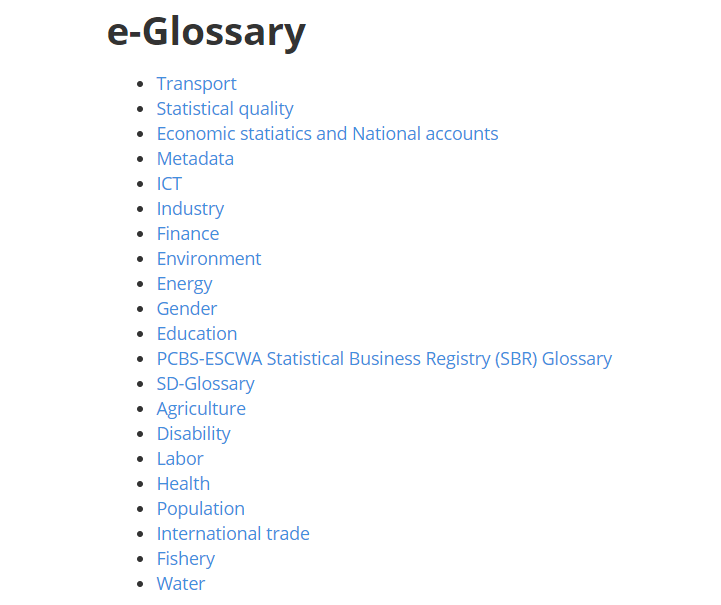 e-Glossary
Transport
Statistical quality
Economic statiatics and National accounts
Metadata
ICT
Industry
Finance
Environment
Energy
Gender
Education
PCBS-ESCWA Statistical Business Registry (SBR) Glossary
SD-Glossary
Agriculture
Disability
Labor
Health
Population
International trade
Fishery
Water